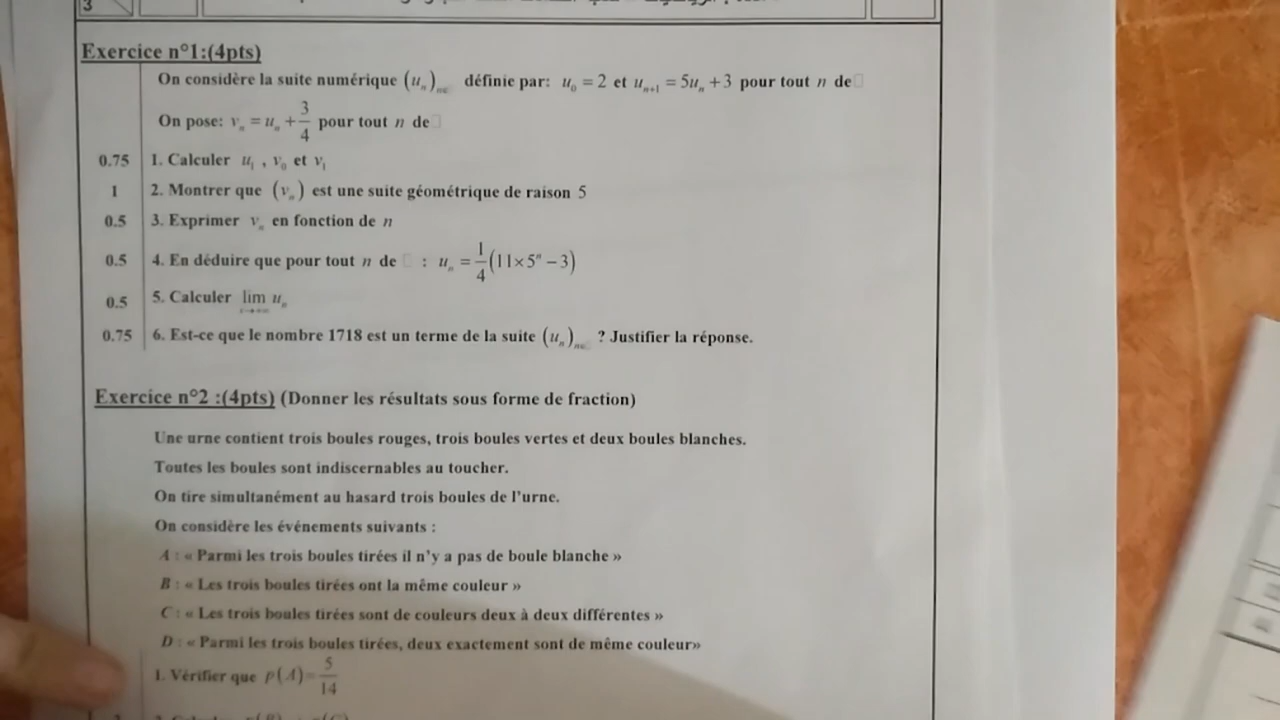 3
Exercice n°1:(4pts)
On considère la suite numérique (uₙ) définie par: u₀ = 2 et uₙ₊₁ = 5uₙ + 3 pour tout n de □
On pose: vₙ = uₙ + 3/4 pour tout n de □
0.75 1. Calculer u₁ , v₀ et v₁
1 2. Montrer que (vₙ) est une suite géométrique de raison 5
0.5 3. Exprimer vₙ en fonction de n
0.5 4. En déduire que pour tout n de □ : uₙ = 1/4 (11×5ⁿ − 3)
0.5 5. Calculer lim uₙ
0.75 6. Est-ce que le nombre 1718 est un terme de la suite (uₙ) ? Justifier la réponse.
Exercice n°2 :(4pts) (Donner les résultats sous forme de fraction)
Une urne contient trois boules rouges, trois boules vertes et deux boules blanches.
Toutes les boules sont indiscernables au toucher.
On tire simultanément au hasard trois boules de l'urne.
On considère les événements suivants :
A : « Parmi les trois boules tirées il n'y a pas de boule blanche »
B : « Les trois boules tirées ont la même couleur »
C : « Les trois boules tirées sont de couleurs deux à deux différentes »
D : « Parmi les trois boules tirées, deux exactement sont de même couleur»
1. Vérifier que p(A)= 5/14